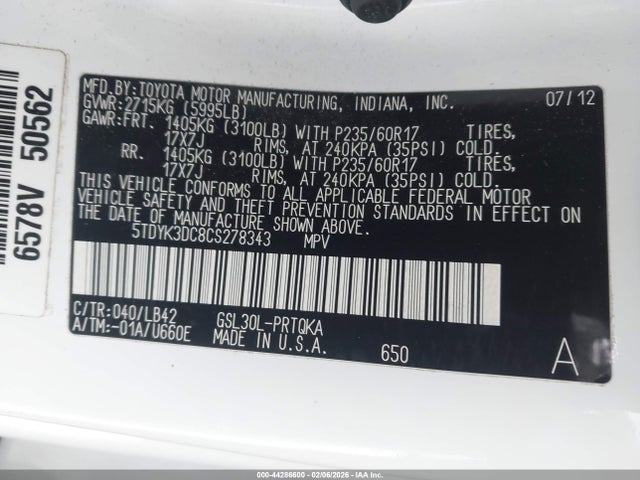 MFD.BY:TOYOTA MOTOR MANUFACTURING, INDIANA, INC. 07/12
GVWR:2715KG (5995LB)
GAWR:FRT. 1405KG (3100LB) WITH P235/60R17 TIRES,
17X7J RIMS, AT 240KPA (35PSI) COLD.
RR. 1405KG (3100LB) WITH P235/60R17 TIRES,
17X7J RIMS, AT 240KPA (35PSI) COLD.
THIS VEHICLE CONFORMS TO ALL APPLICABLE FEDERAL MOTOR
VEHICLE SAFETY AND THEFT PREVENTION STANDARDS IN EFFECT ON
THE DATE OF MANUFACTURE SHOWN ABOVE.
5TDYK3DC8CS278343 MPV
C/TR:040/LB42 GSL30L-PRTQKA
A/TM:-01A/U660E MADE IN U.S.A. 650 A
6578V 50562
000-44286600 - 02/06/2026 - IAA, Inc.